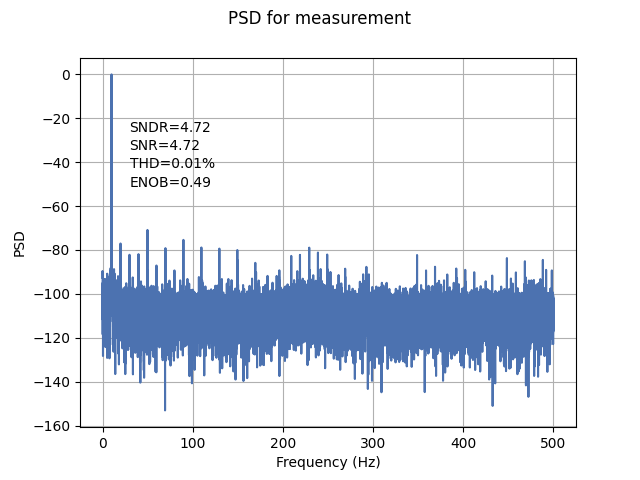 PSD for measurement
0
−20
−40
−60
−80
−100
−120
−140
−160
PSD
SNDR=4.72
SNR=4.72
THD=0.01%
ENOB=0.49
0
100
200
300
400
500
Frequency (Hz)